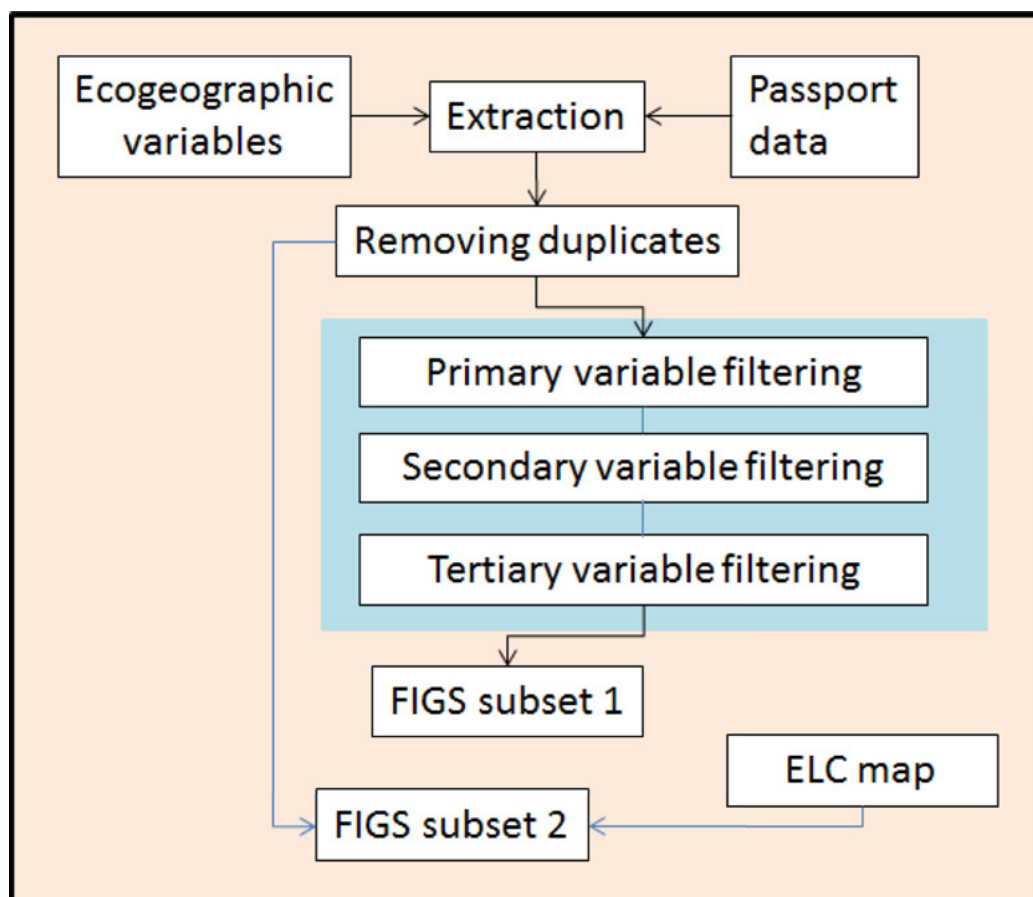 Ecogeographic
variables
Extraction
Passport
data
Removing duplicates
Primary variable filtering
Secondary variable filtering
Tertiary variable filtering
FIGS subset 1
ELC map
FIGS subset 2